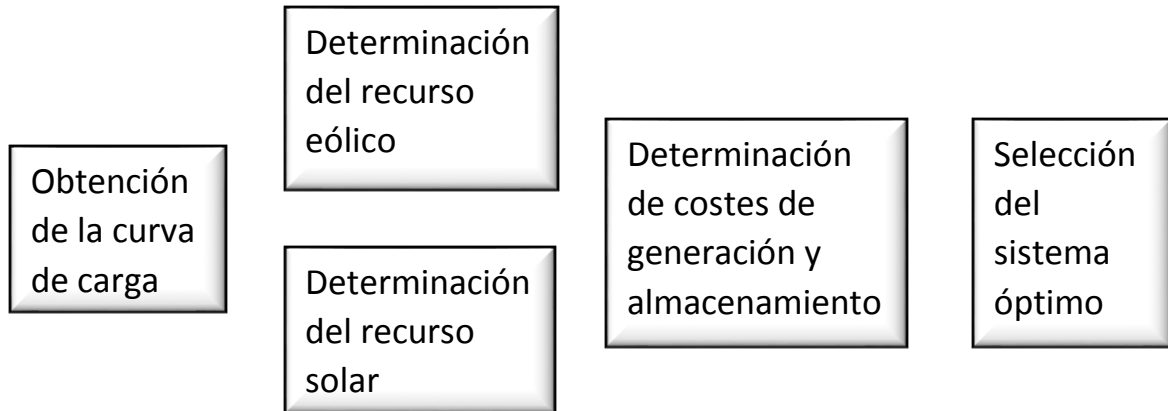 Obtención
de la curva
de carga
Determinación
del recurso
eólico
Determinación
del recurso
solar
Determinación
de costes de
generación y
almacenamiento
Selección
del
sistema
óptimo